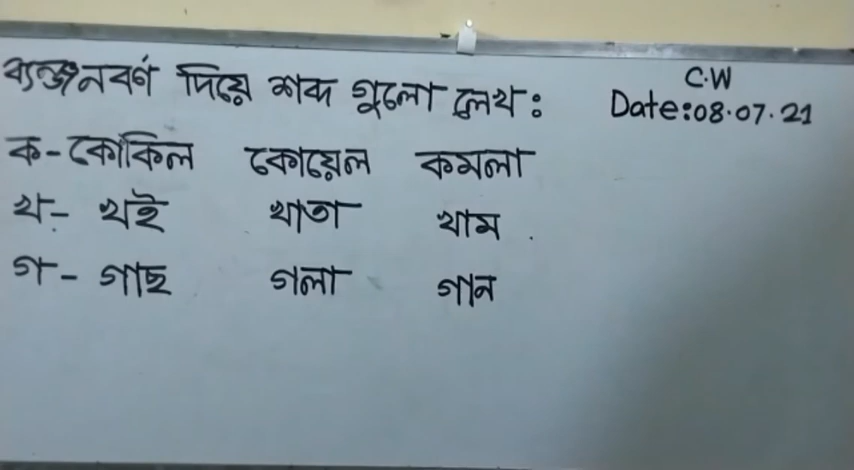 ব্যঞ্জনবর্ণ দিয়ে শব্দ গুলো লেখ:
C.W
Date:08.07.21
ক- কোকিল কোয়েল কমলা
খ- খই খাতা খাম
গ- গাছ গলা গান